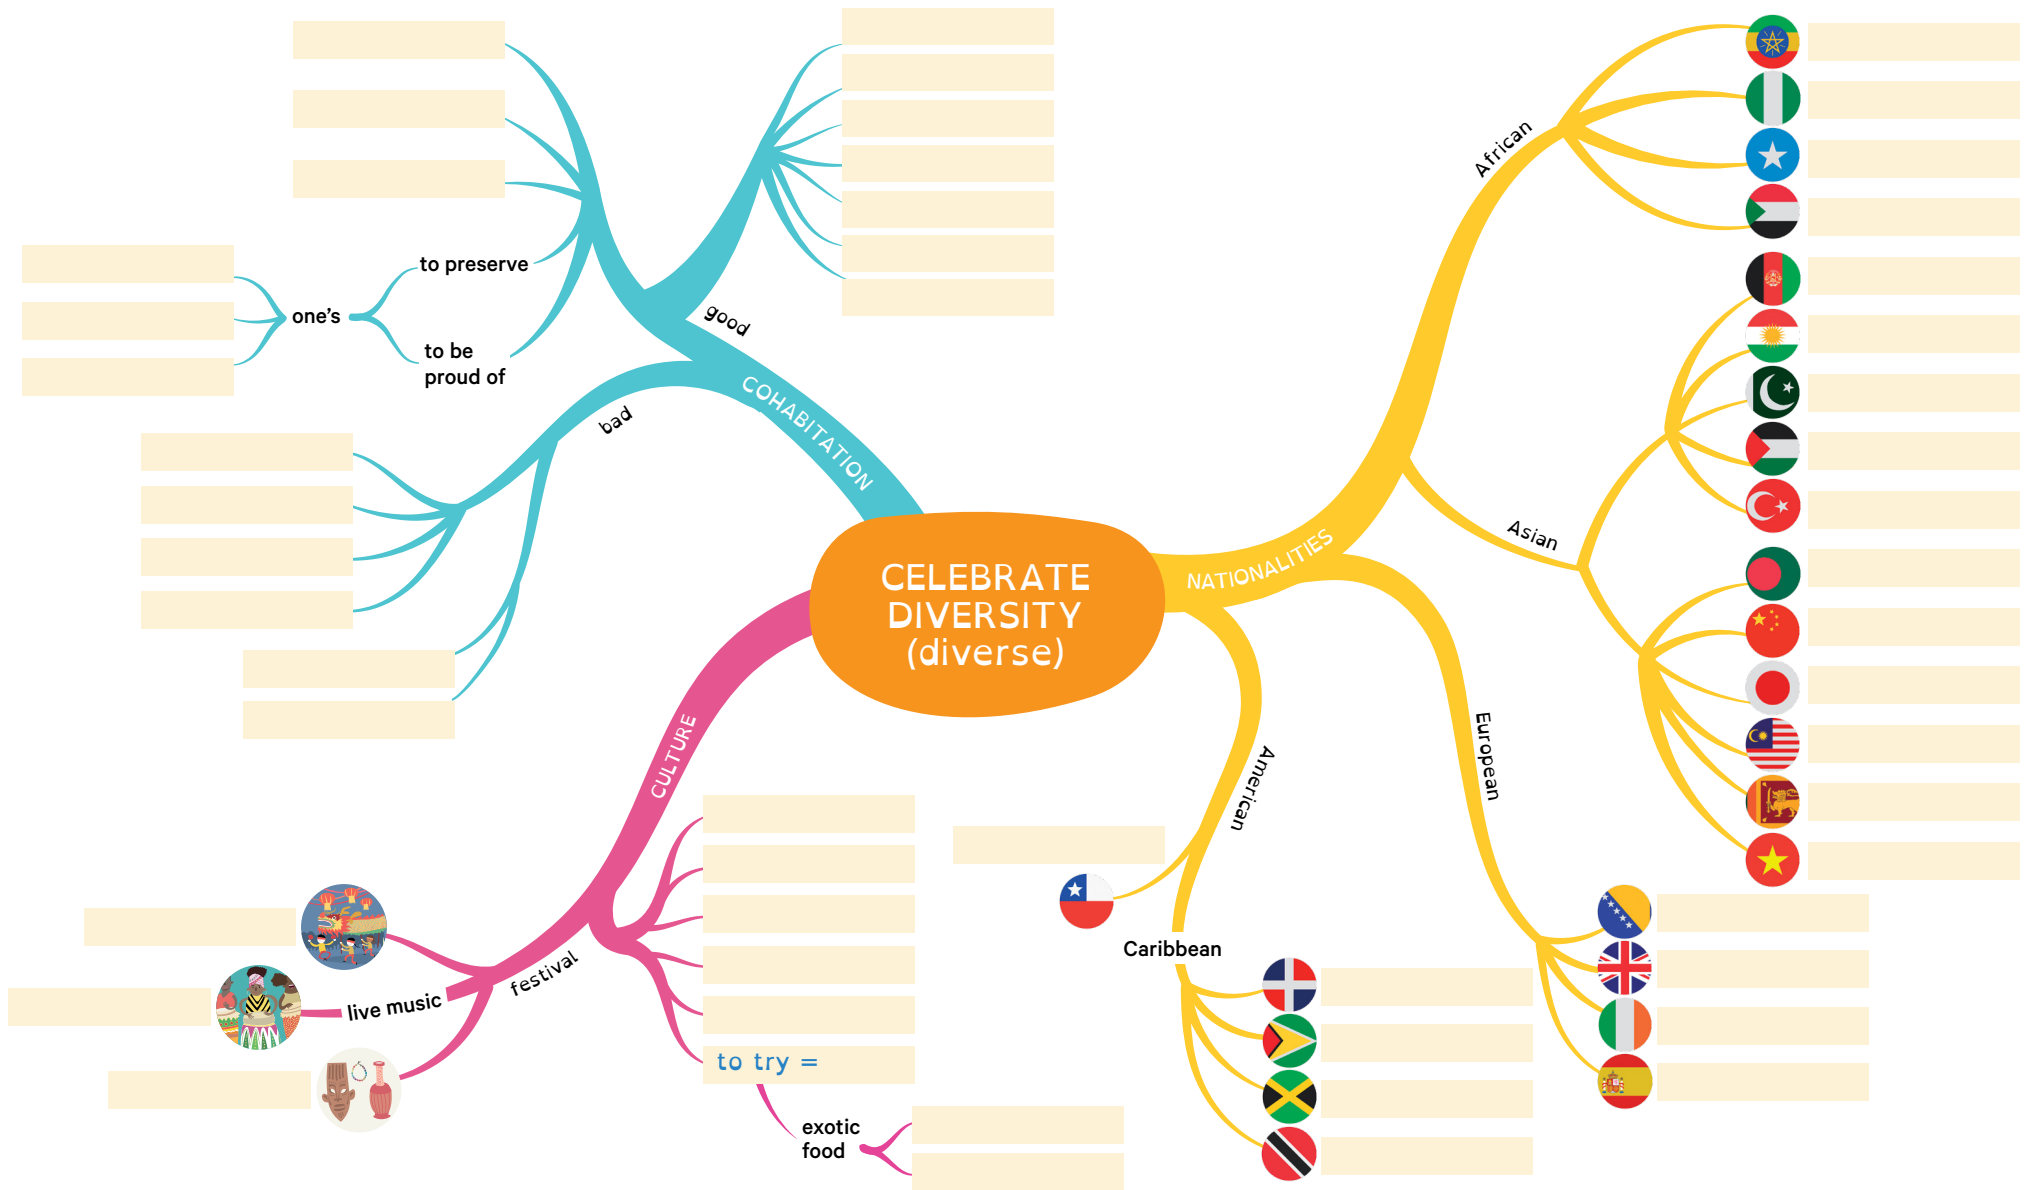 CELEBRATE
DIVERSITY
(diverse)
COHABITATION
good
to preserve
one's
to be
proud of
bad
CULTURE
festival
live music
to try =
exotic
food
NATIONALITIES
African
Asian
European
American
Caribbean